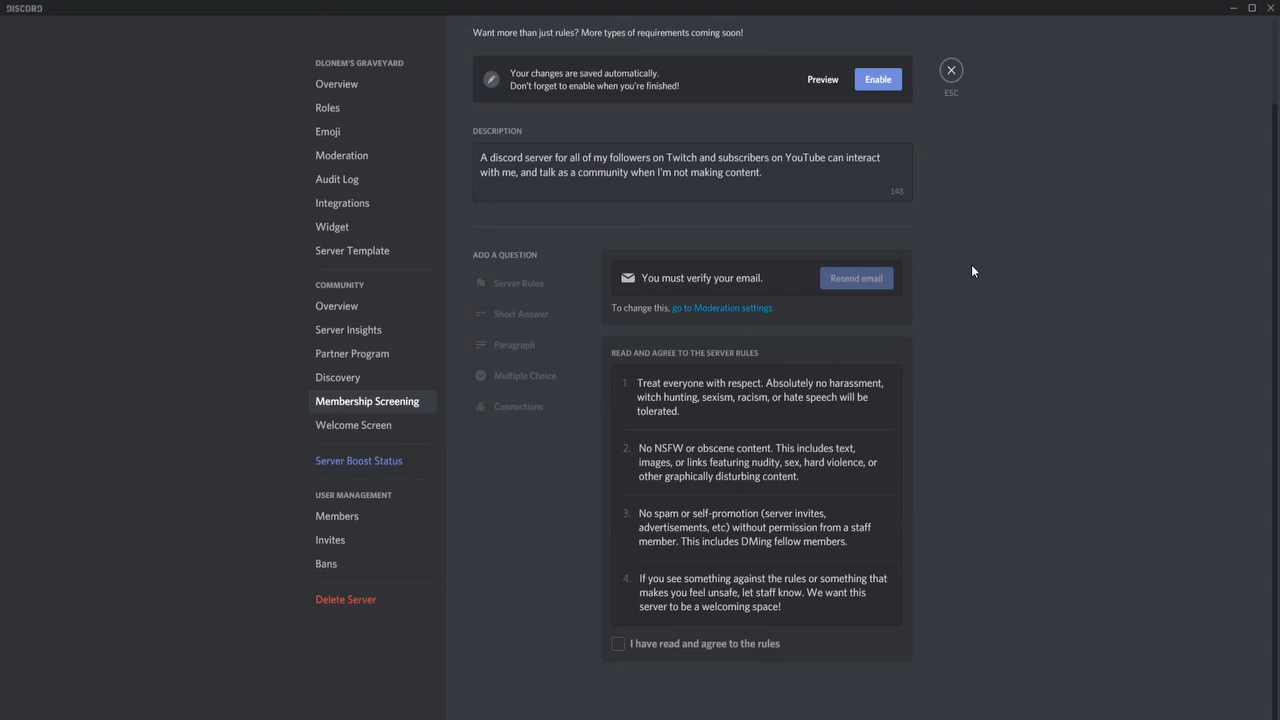 DISCORD
DLONEM'S GRAVEYARD
Overview
Roles
Emoji
Moderation
Audit Log
Integrations
Widget
Server Template
COMMUNITY
Overview
Server Insights
Partner Program
Discovery
Membership Screening
Welcome Screen
Server Boost Status
USER MANAGEMENT
Members
Invites
Bans
Delete Server
Want more than just rules? More types of requirements coming soon!
Your changes are saved automatically.
Don't forget to enable when you're finished!
Preview
Enable
ESC
DESCRIPTION
A discord server for all of my followers on Twitch and subscribers on YouTube can interact
with me, and talk as a community when I'm not making content.
148
ADD A QUESTION
Server Rules
Short Answer
Paragraph
Multiple Choice
Connections
You must verify your email.
Resend email
To change this, go to Moderation settings
READ AND AGREE TO THE SERVER RULES
1. Treat everyone with respect. Absolutely no harassment,
witch hunting, sexism, racism, or hate speech will be
tolerated.
2. No NSFW or obscene content. This includes text,
images, or links featuring nudity, sex, hard violence, or
other graphically disturbing content.
3. No spam or self-promotion (server invites,
advertisements, etc) without permission from a staff
member. This includes DMing fellow members.
4. If you see something against the rules or something that
makes you feel unsafe, let staff know. We want this
server to be a welcoming space!
I have read and agree to the rules